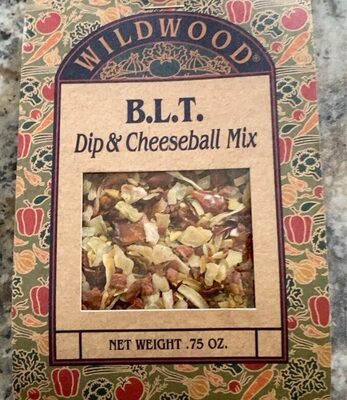 WILDWOOD®
B.L.T.
Dip & Cheeseball Mix
NET WEIGHT .75 OZ.